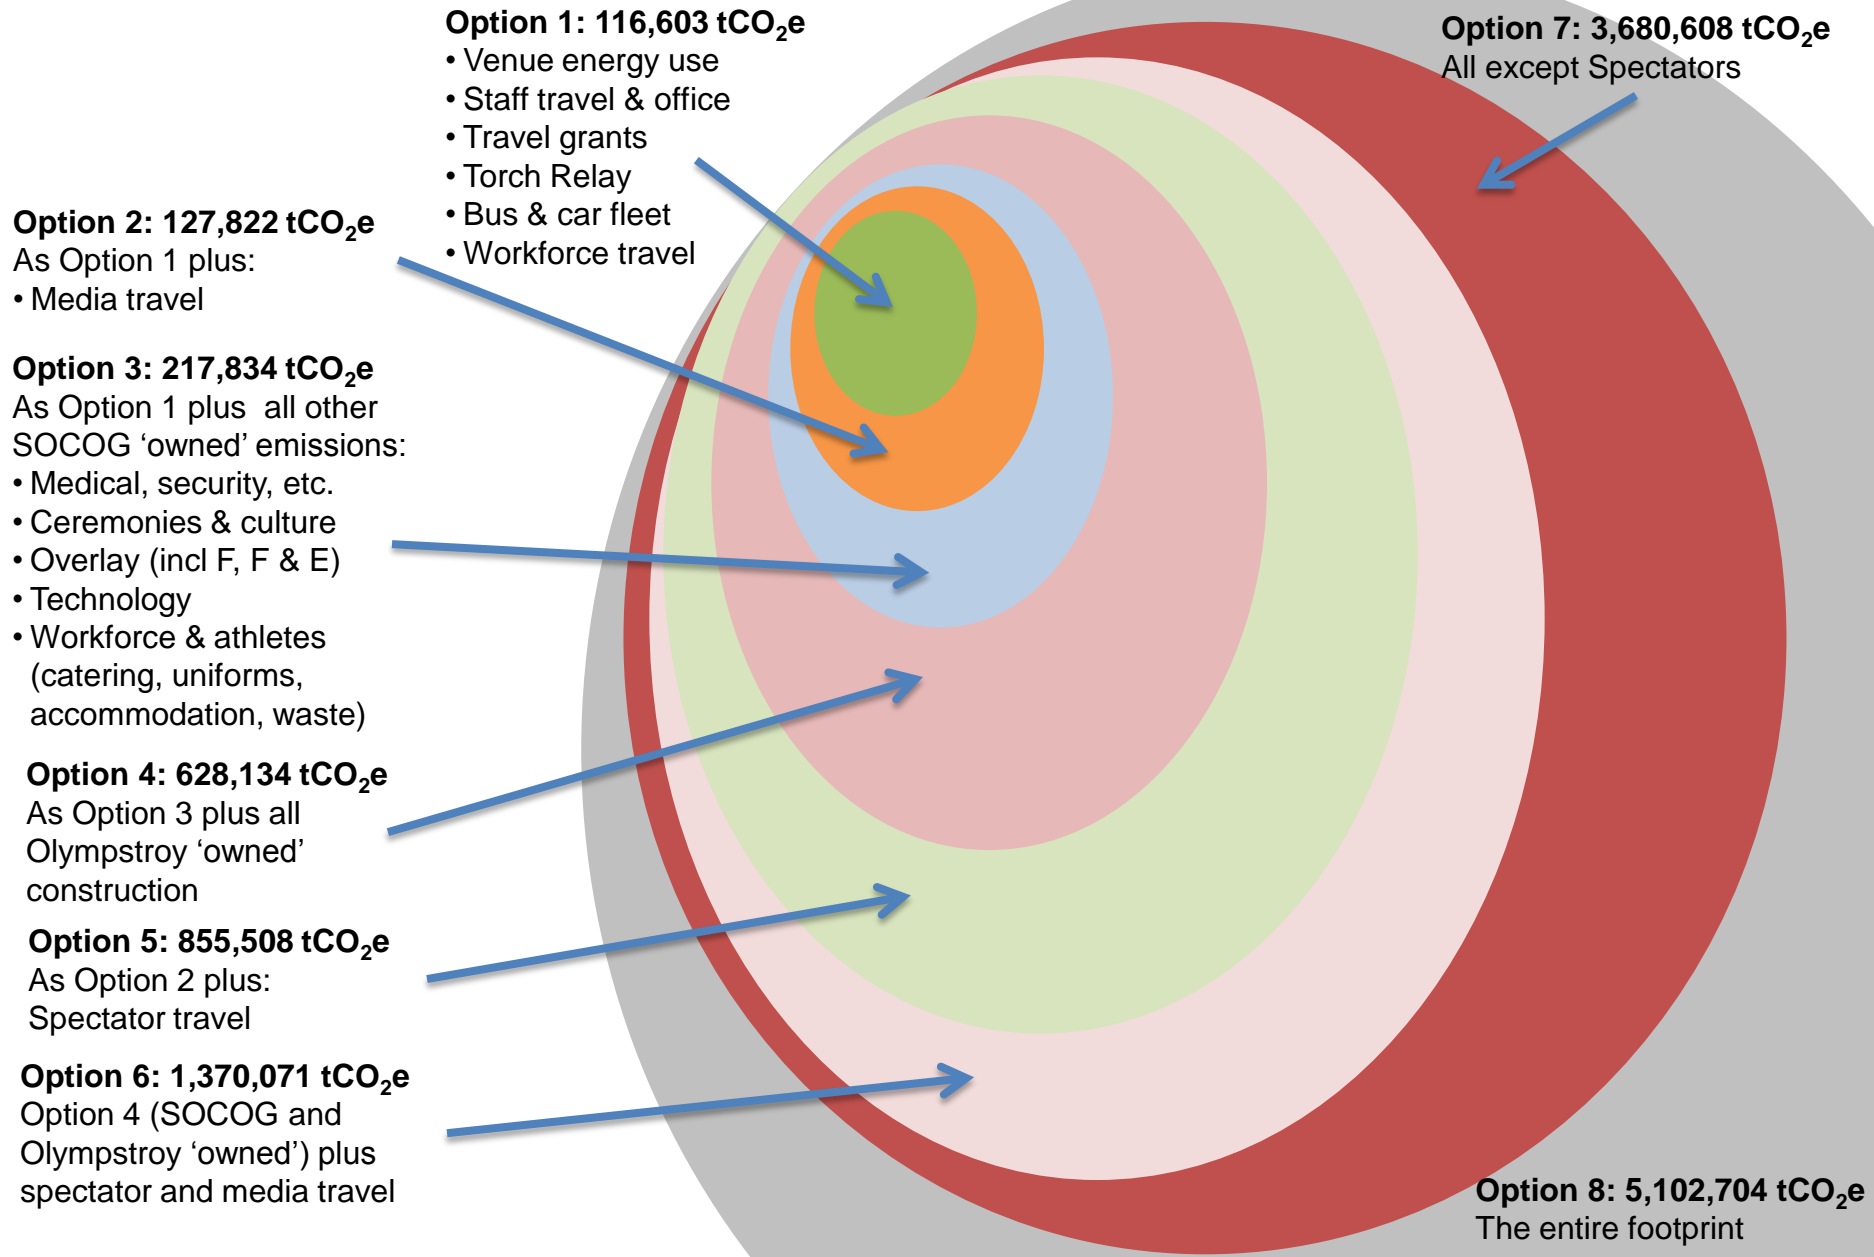 Option 1: 116,603 tCO₂e
• Venue energy use
• Staff travel & office
• Travel grants
• Torch Relay
• Bus & car fleet
• Workforce travel
Option 7: 3,680,608 tCO₂e
All except Spectators
Option 2: 127,822 tCO₂e
As Option 1 plus:
• Media travel
Option 3: 217,834 tCO₂e
As Option 1 plus all other
SOCOG ‘owned’ emissions:
• Medical, security, etc.
• Ceremonies & culture
• Overlay (incl F, F & E)
• Technology
• Workforce & athletes
(catering, uniforms,
accommodation, waste)
Option 4: 628,134 tCO₂e
As Option 3 plus all
Olympstroy ‘owned’
construction
Option 5: 855,508 tCO₂e
As Option 2 plus:
Spectator travel
Option 6: 1,370,071 tCO₂e
Option 4 (SOCOG and
Olympstroy ‘owned’) plus
spectator and media travel
Option 8: 5,102,704 tCO₂e
The entire footprint